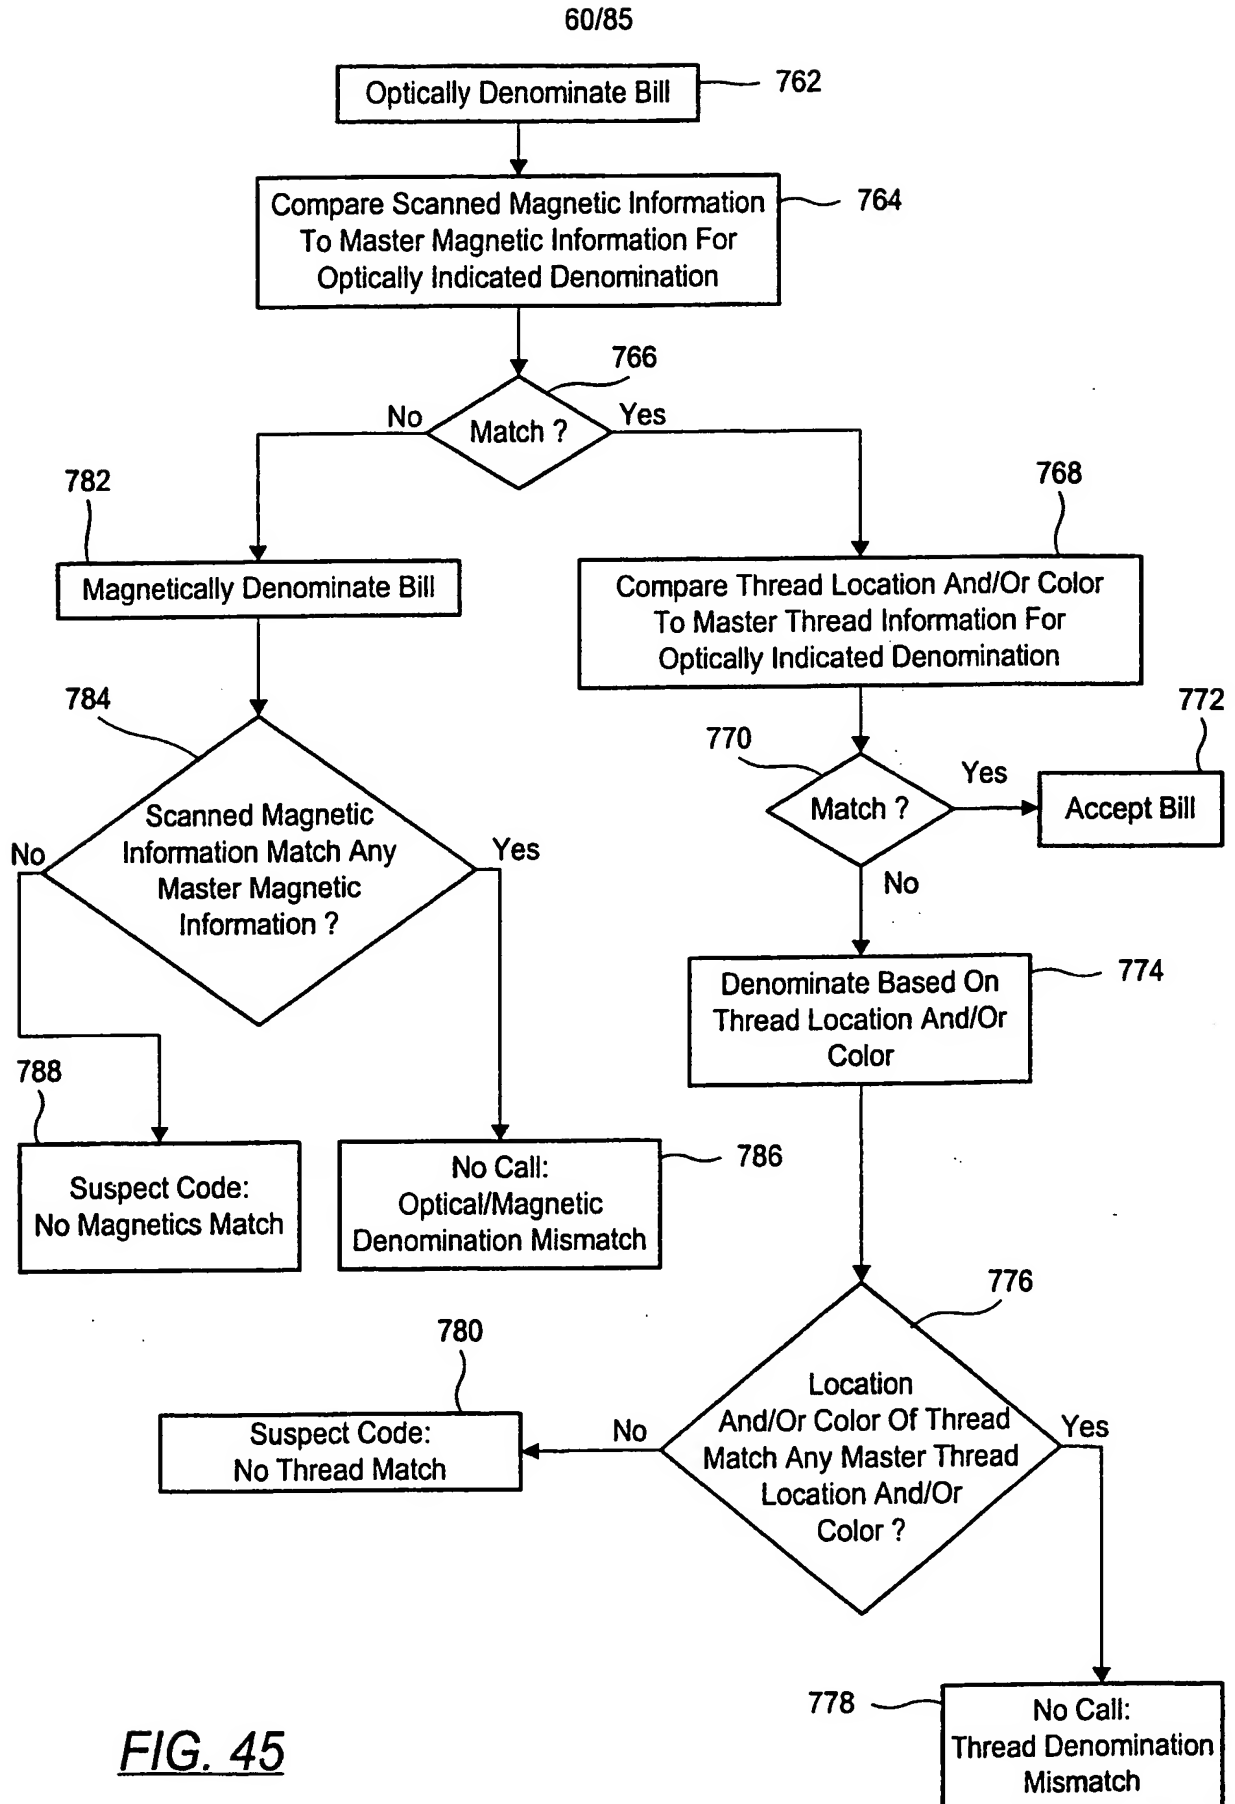 60/85
Optically Denominate Bill
762
Compare Scanned Magnetic Information
To Master Magnetic Information For
Optically Indicated Denomination
764
766
Match ?
No
Yes
782
Magnetically Denominate Bill
768
Compare Thread Location And/Or Color
To Master Thread Information For
Optically Indicated Denomination
784
Scanned Magnetic
Information Match Any
Master Magnetic
Information ?
No
Yes
770
Match ?
Yes
No
772
Accept Bill
774
Denominate Based On
Thread Location And/Or
Color
788
Suspect Code:
No Magnetics Match
No Call:
Optical/Magnetic
Denomination Mismatch
786
776
Location
And/Or Color Of Thread
Match Any Master Thread
Location And/Or
Color ?
No
Yes
780
Suspect Code:
No Thread Match
778
No Call:
Thread Denomination
Mismatch
FIG. 45